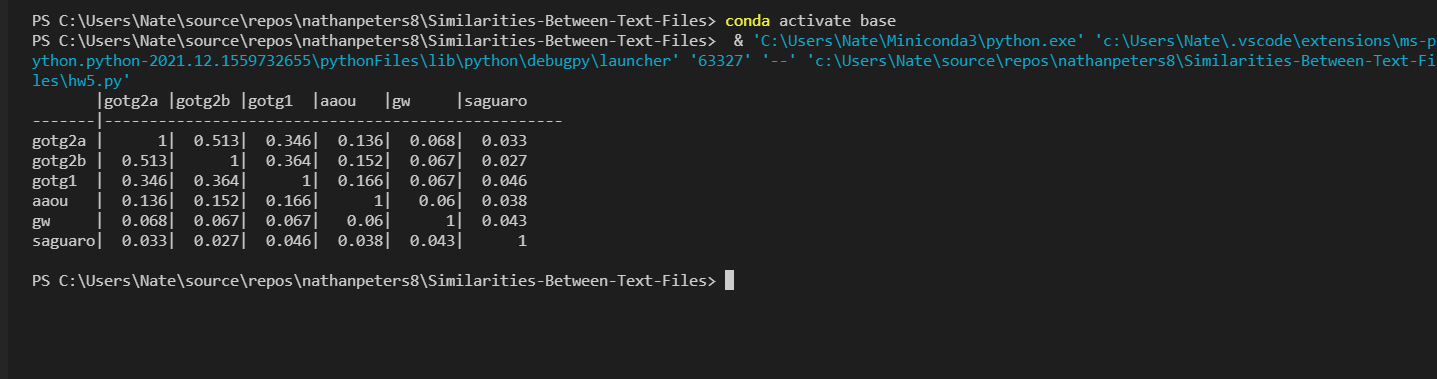 PS C:\Users\Nate\source\repos\nathanpeters8\Similarities-Between-Text-Files> conda activate base
PS C:\Users\Nate\source\repos\nathanpeters8\Similarities-Between-Text-Files>  & 'C:\Users\Nate\Miniconda3\python.exe' 'c:\Users\Nate\.vscode\extensions\ms-p
ython.python-2021.12.1559732655\pythonFiles\lib\python\debugpy\launcher' '63327' '--' 'c:\Users\Nate\source\repos\nathanpeters8\Similarities-Between-Text-Fi
les\hw5.py'
       |gotg2a |gotg2b |gotg1  |aaou   |gw     |saguaro
-------|---------------------------------------------------
gotg2a |      1|  0.513|  0.346|  0.136|  0.068|  0.033
gotg2b |  0.513|      1|  0.364|  0.152|  0.067|  0.027
gotg1  |  0.346|  0.364|      1|  0.166|  0.067|  0.046
aaou   |  0.136|  0.152|  0.166|      1|   0.06|  0.038
gw     |  0.068|  0.067|  0.067|   0.06|      1|  0.043
saguaro|  0.033|  0.027|  0.046|  0.038|  0.043|      1
PS C:\Users\Nate\source\repos\nathanpeters8\Similarities-Between-Text-Files>